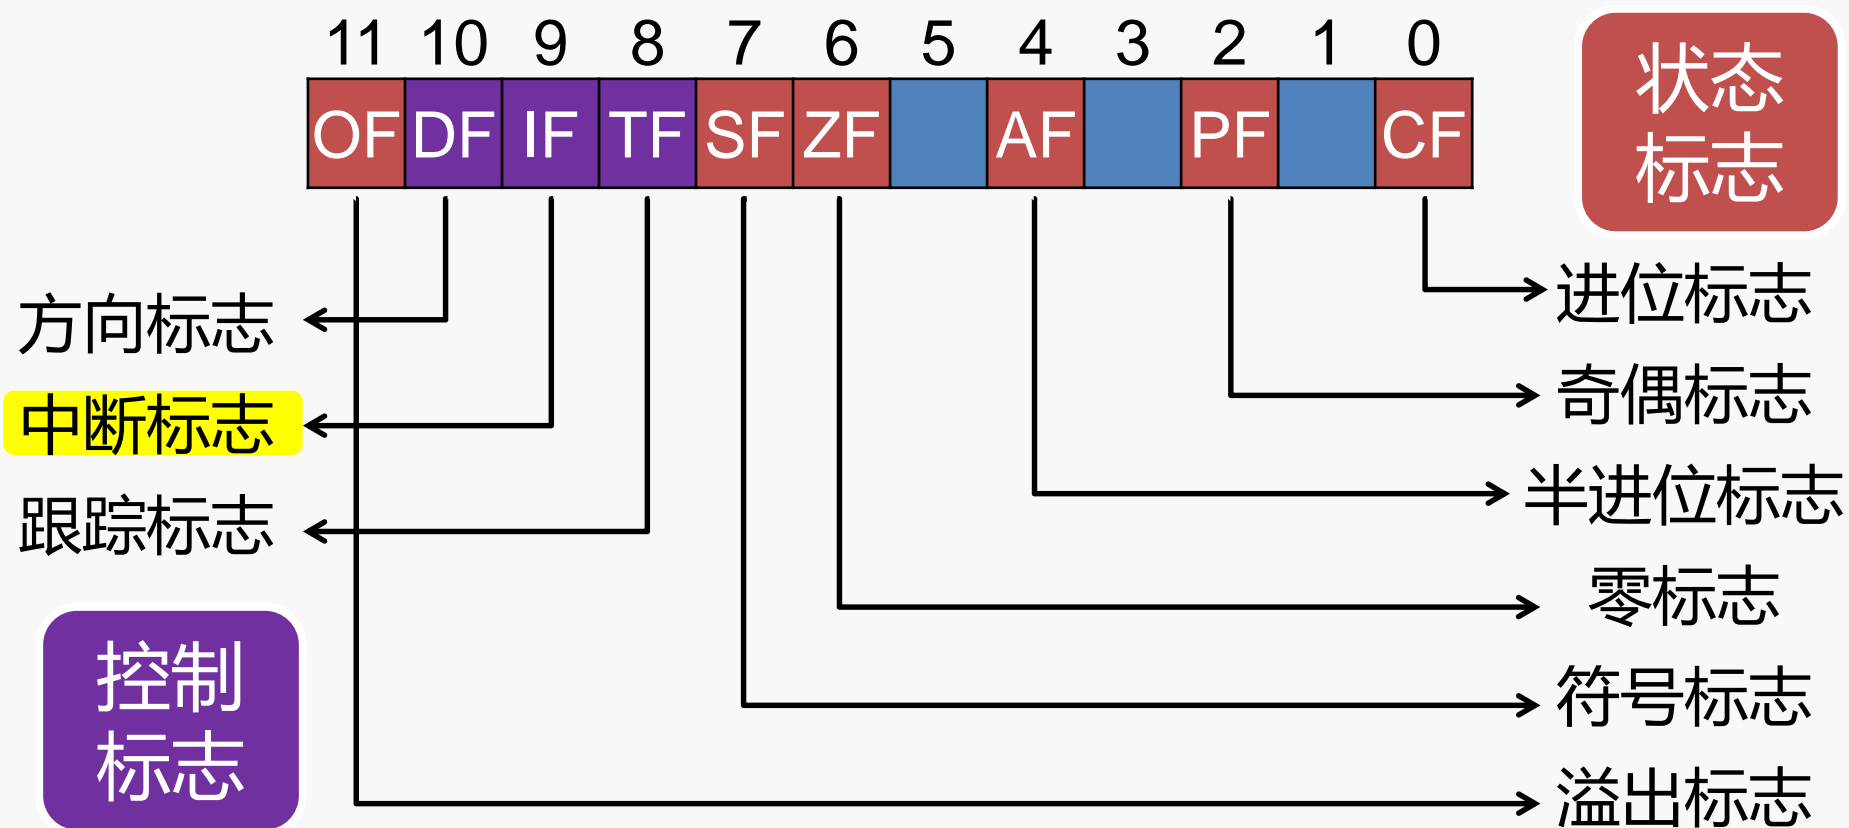 11 10 9 8 7 6 5 4 3 2 1 0
OF DF IF TF SF ZF AF PF CF
状态
标志
方向标志
中断标志
跟踪标志
控制
标志
进位标志
奇偶标志
半进位标志
零标志
符号标志
溢出标志